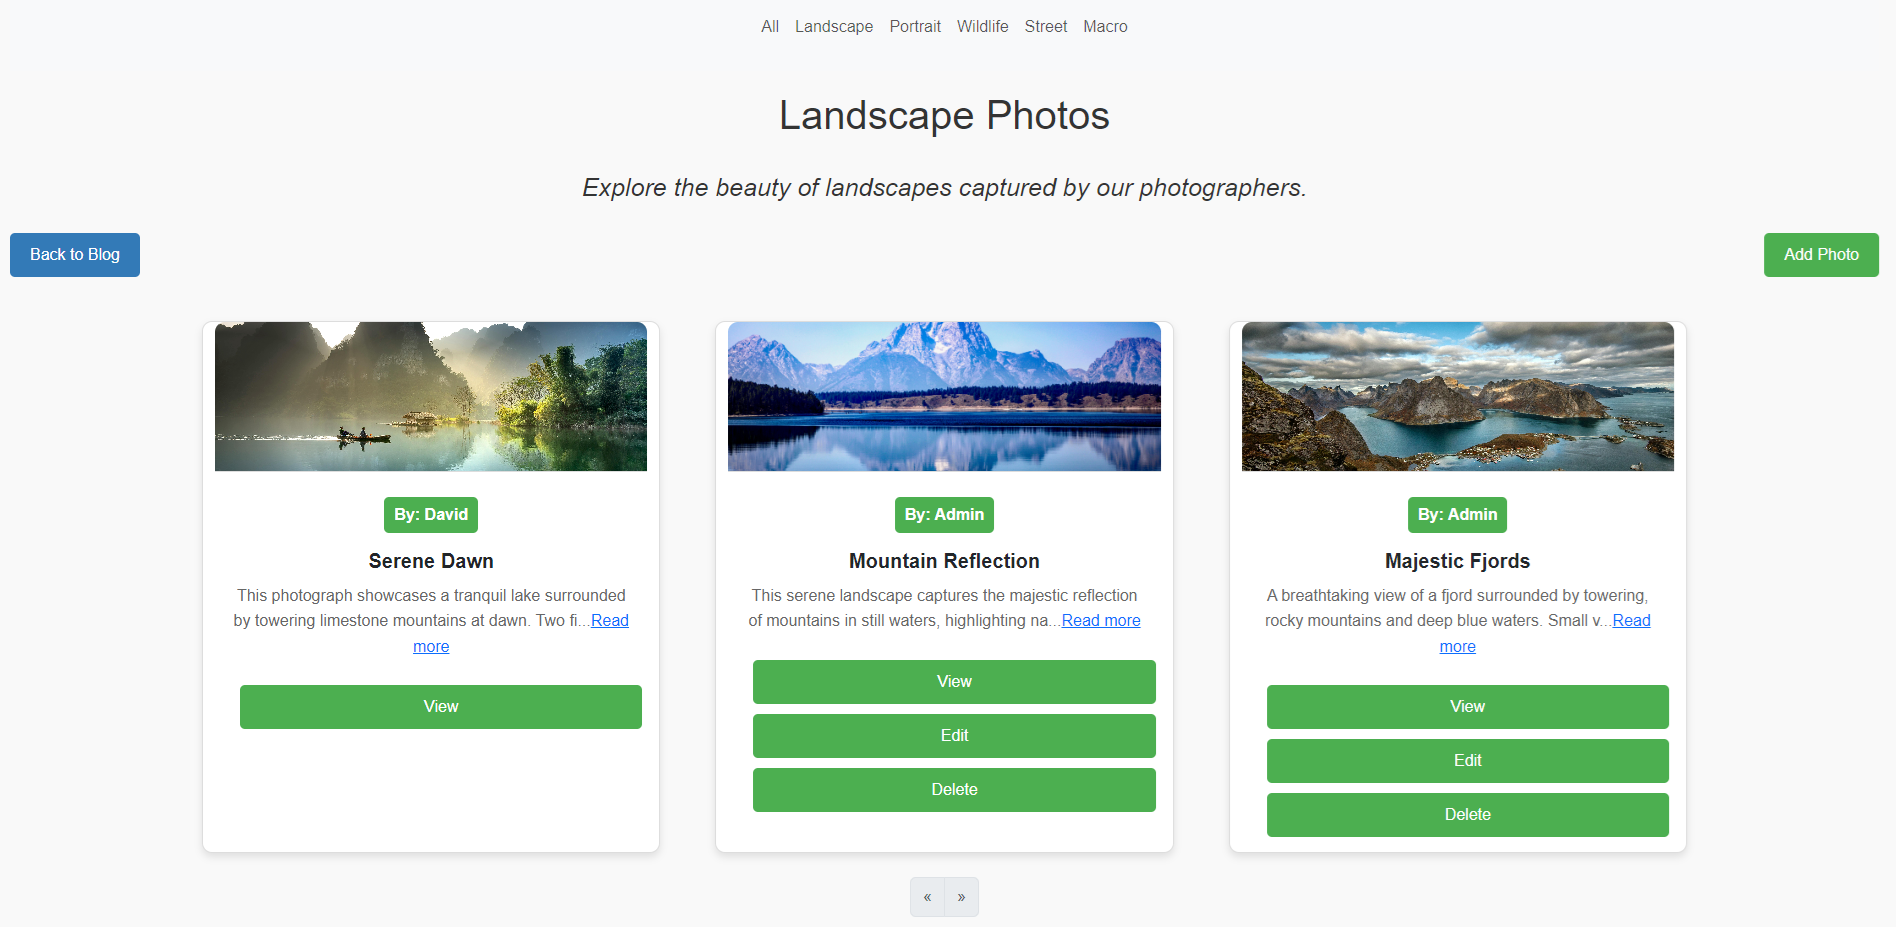 All Landscape Portrait Wildlife Street Macro
Landscape Photos
Explore the beauty of landscapes captured by our photographers.
Back to Blog
Add Photo
By: David
Serene Dawn
This photograph showcases a tranquil lake surrounded
by towering limestone mountains at dawn. Two fi...Read
more
View
By: Admin
Mountain Reflection
This serene landscape captures the majestic reflection
of mountains in still waters, highlighting na...Read more
View
Edit
Delete
By: Admin
Majestic Fjords
A breathtaking view of a fjord surrounded by towering,
rocky mountains and deep blue waters. Small v...Read
more
View
Edit
Delete
« »